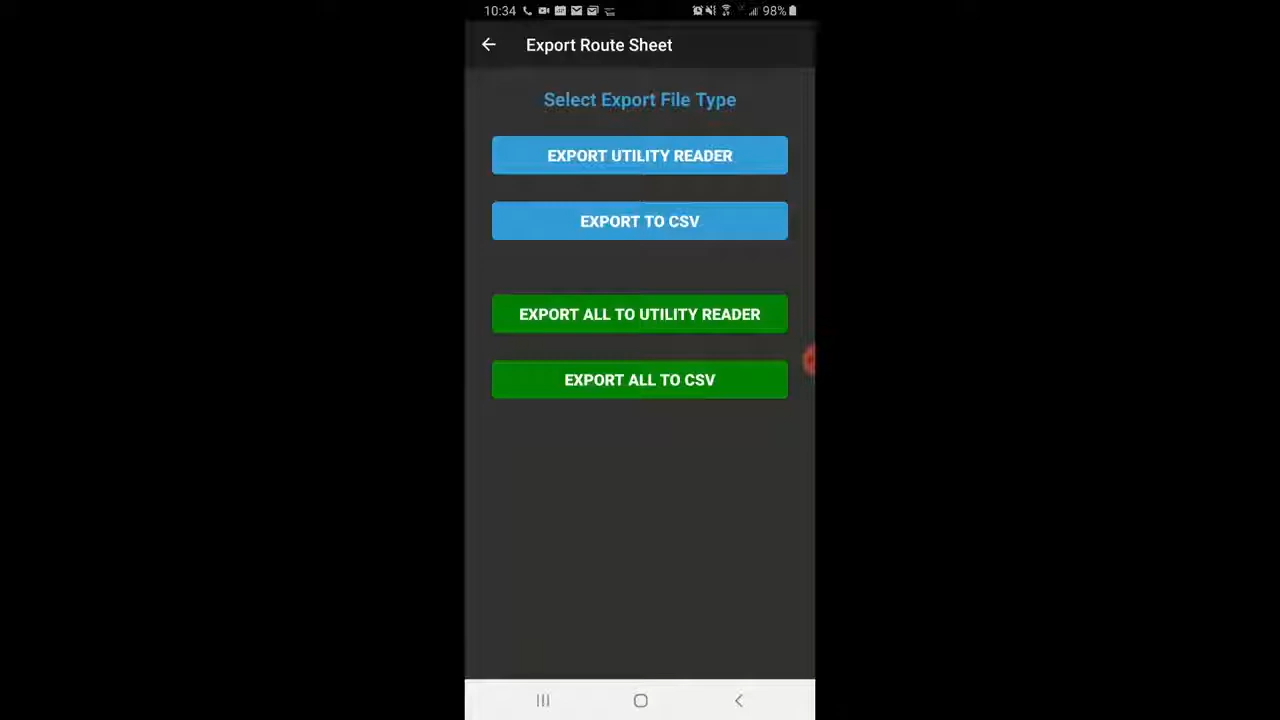 10:34 98%
Export Route Sheet
Select Export File Type
EXPORT UTILITY READER
EXPORT TO CSV
EXPORT ALL TO UTILITY READER
EXPORT ALL TO CSV